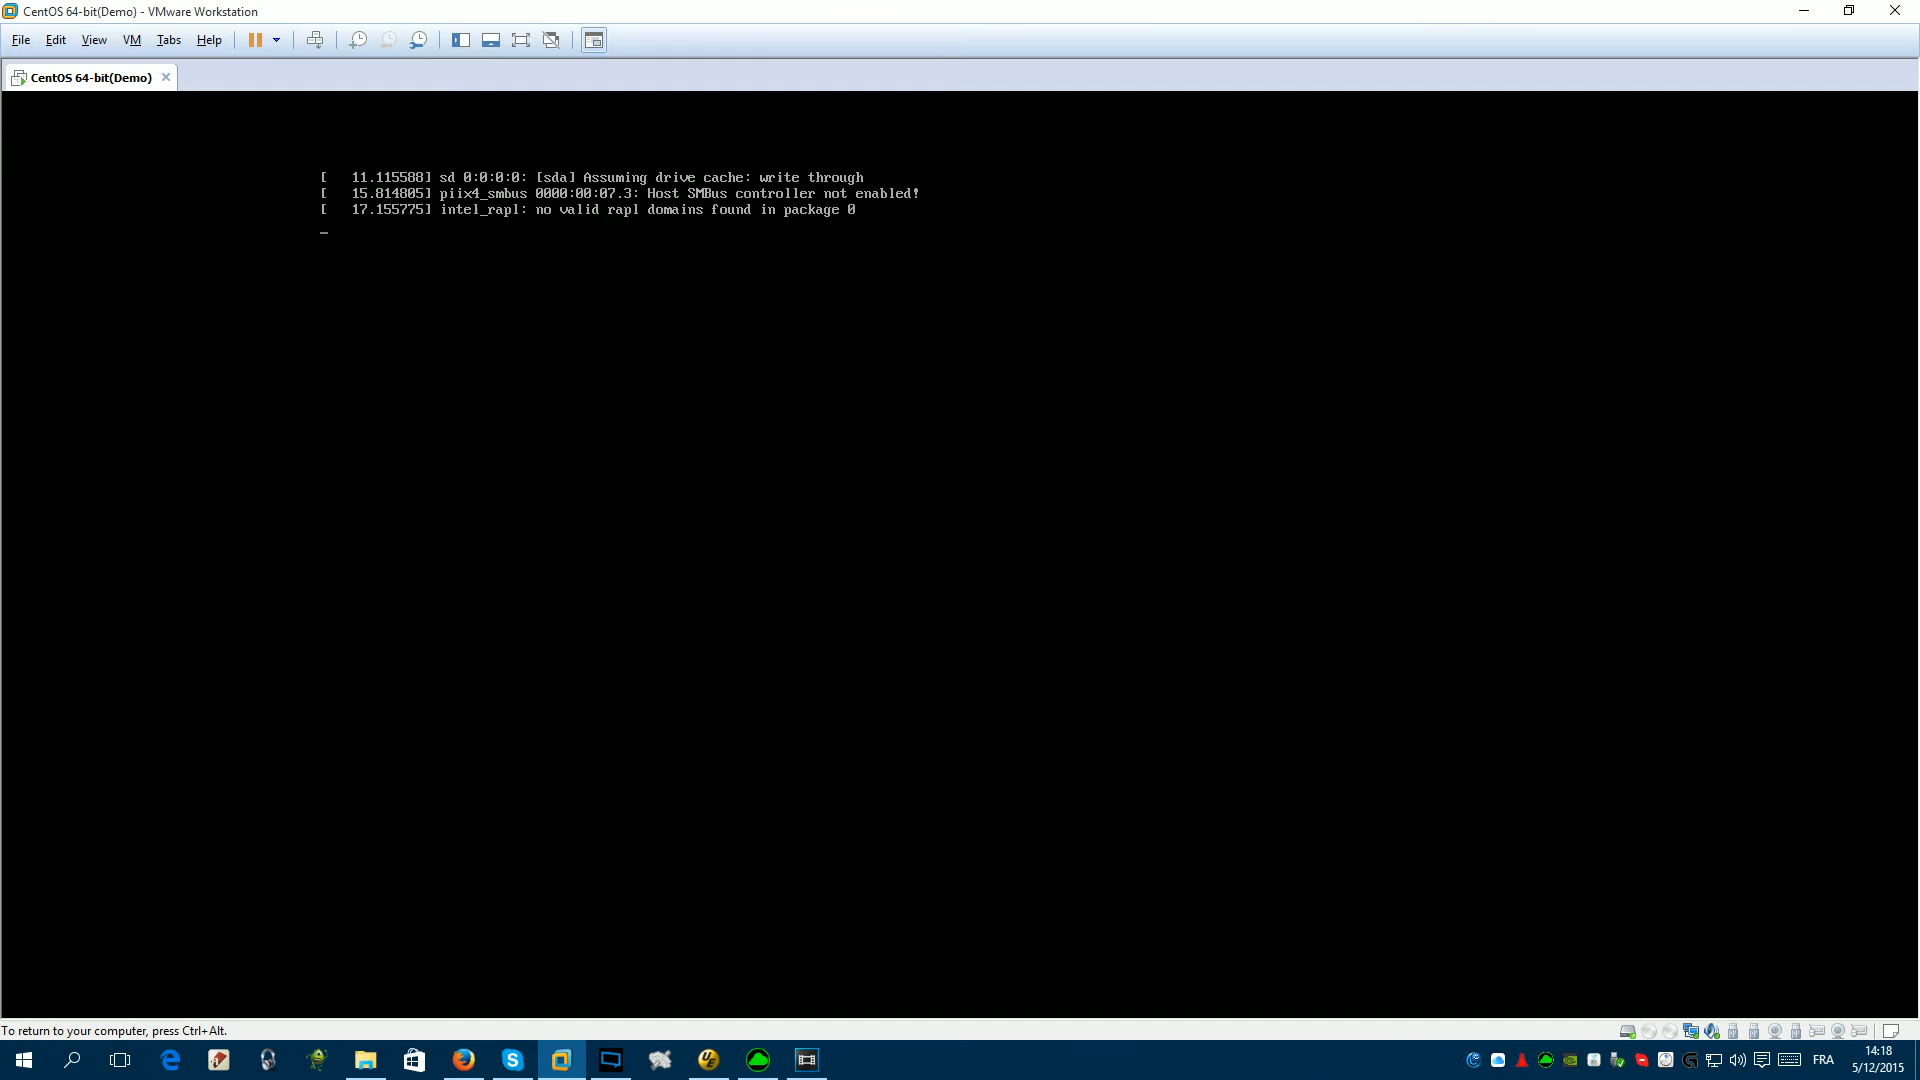 CentOS 64-bit(Demo) - VMware Workstation
File Edit View VM Tabs Help
CentOS 64-bit(Demo)
[   11.115588] sd 0:0:0:0: [sda] Assuming drive cache: write through
[   15.814805] piix4_smbus 0000:00:07.3: Host SMBus controller not enabled!
[   17.155775] intel_rapl: no valid rapl domains found in package 0
_
To return to your computer, press Ctrl+Alt.
14:18
FRA
5/12/2015